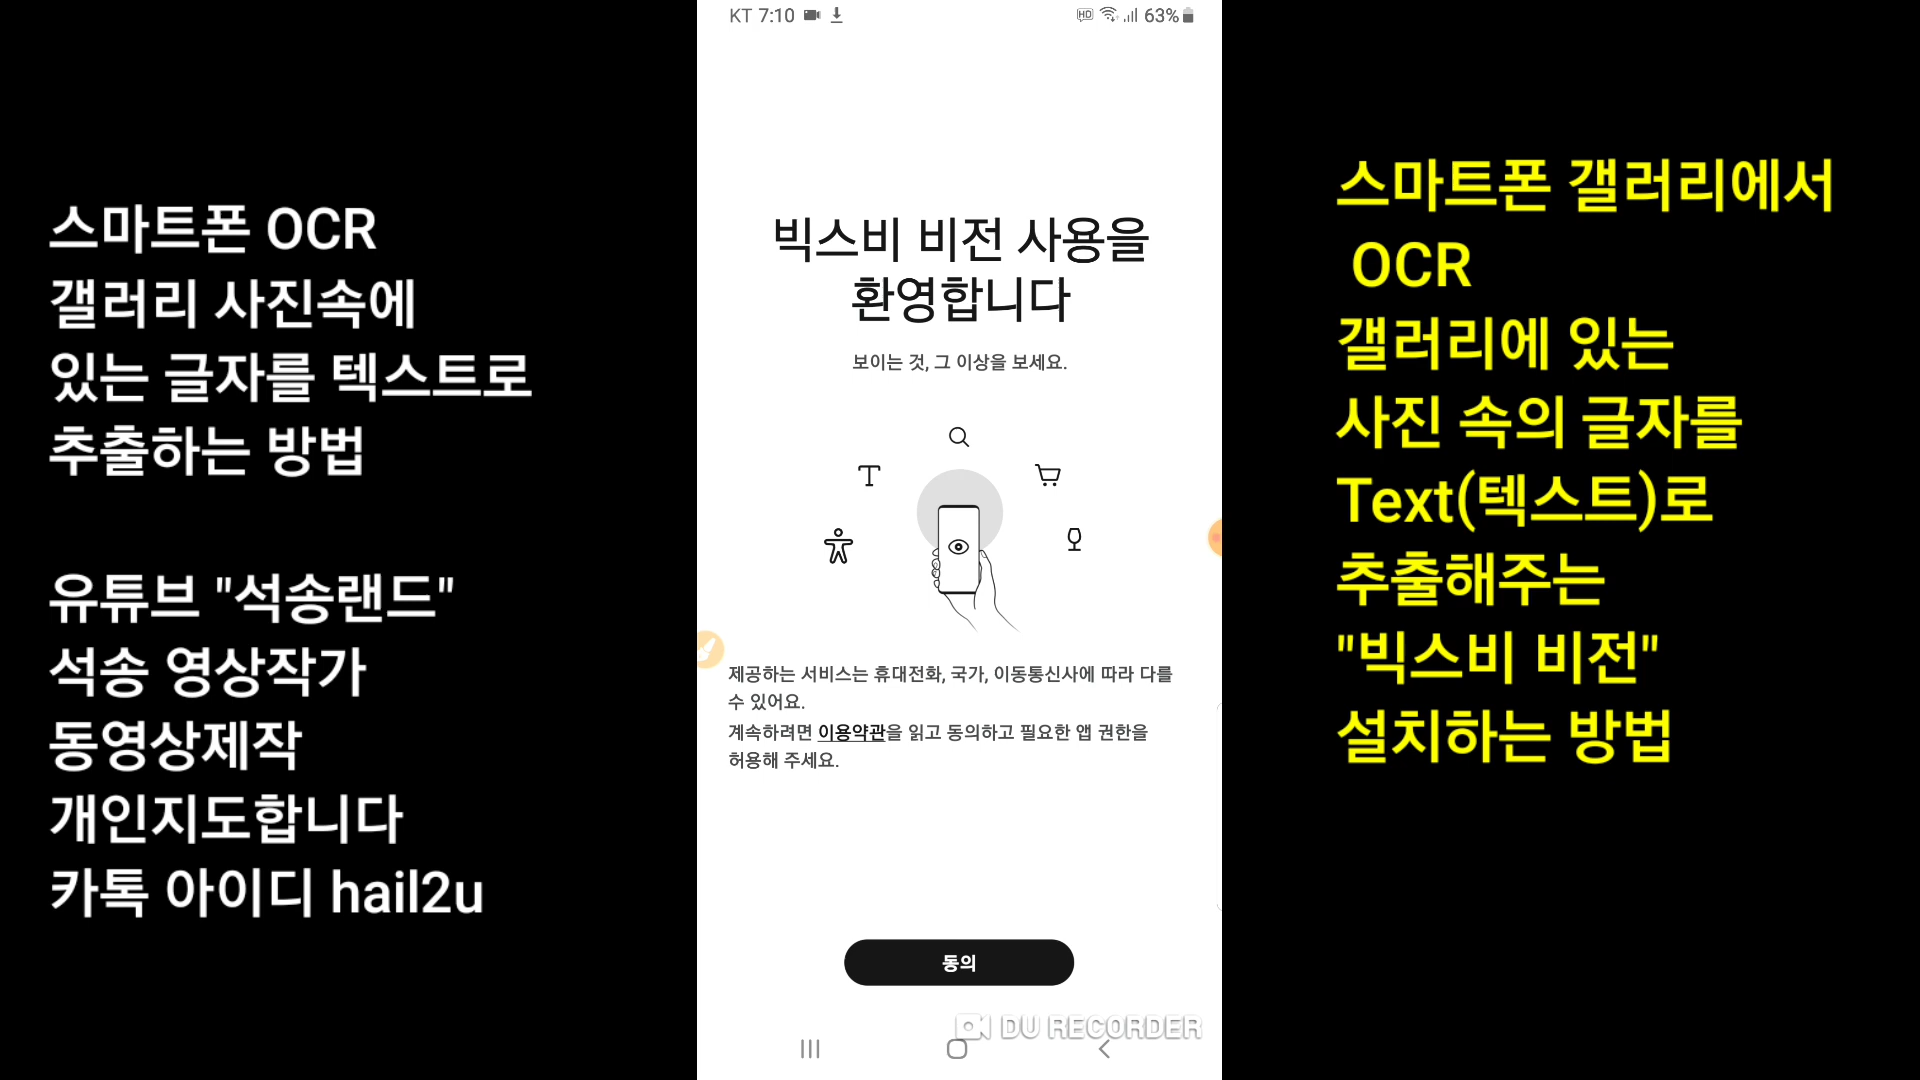 스마트폰 OCR
갤러리 사진속에
있는 글자를 텍스트로
추출하는 방법
유튜브 "석송랜드"
석송 영상작가
동영상제작
개인지도합니다
카톡 아이디 hail2u
KT 7:10
HD 63%
빅스비 비전 사용을
환영합니다
보이는 것, 그 이상을 보세요.
제공하는 서비스는 휴대전화, 국가, 이동통신사에 따라 다를
수 있어요.
계속하려면 이용약관을 읽고 동의하고 필요한 앱 권한을
허용해 주세요.
동의
DU RECORDER
스마트폰 갤러리에서
OCR
갤러리에 있는
사진 속의 글자를
Text(텍스트)로
추출해주는
"빅스비 비전"
설치하는 방법